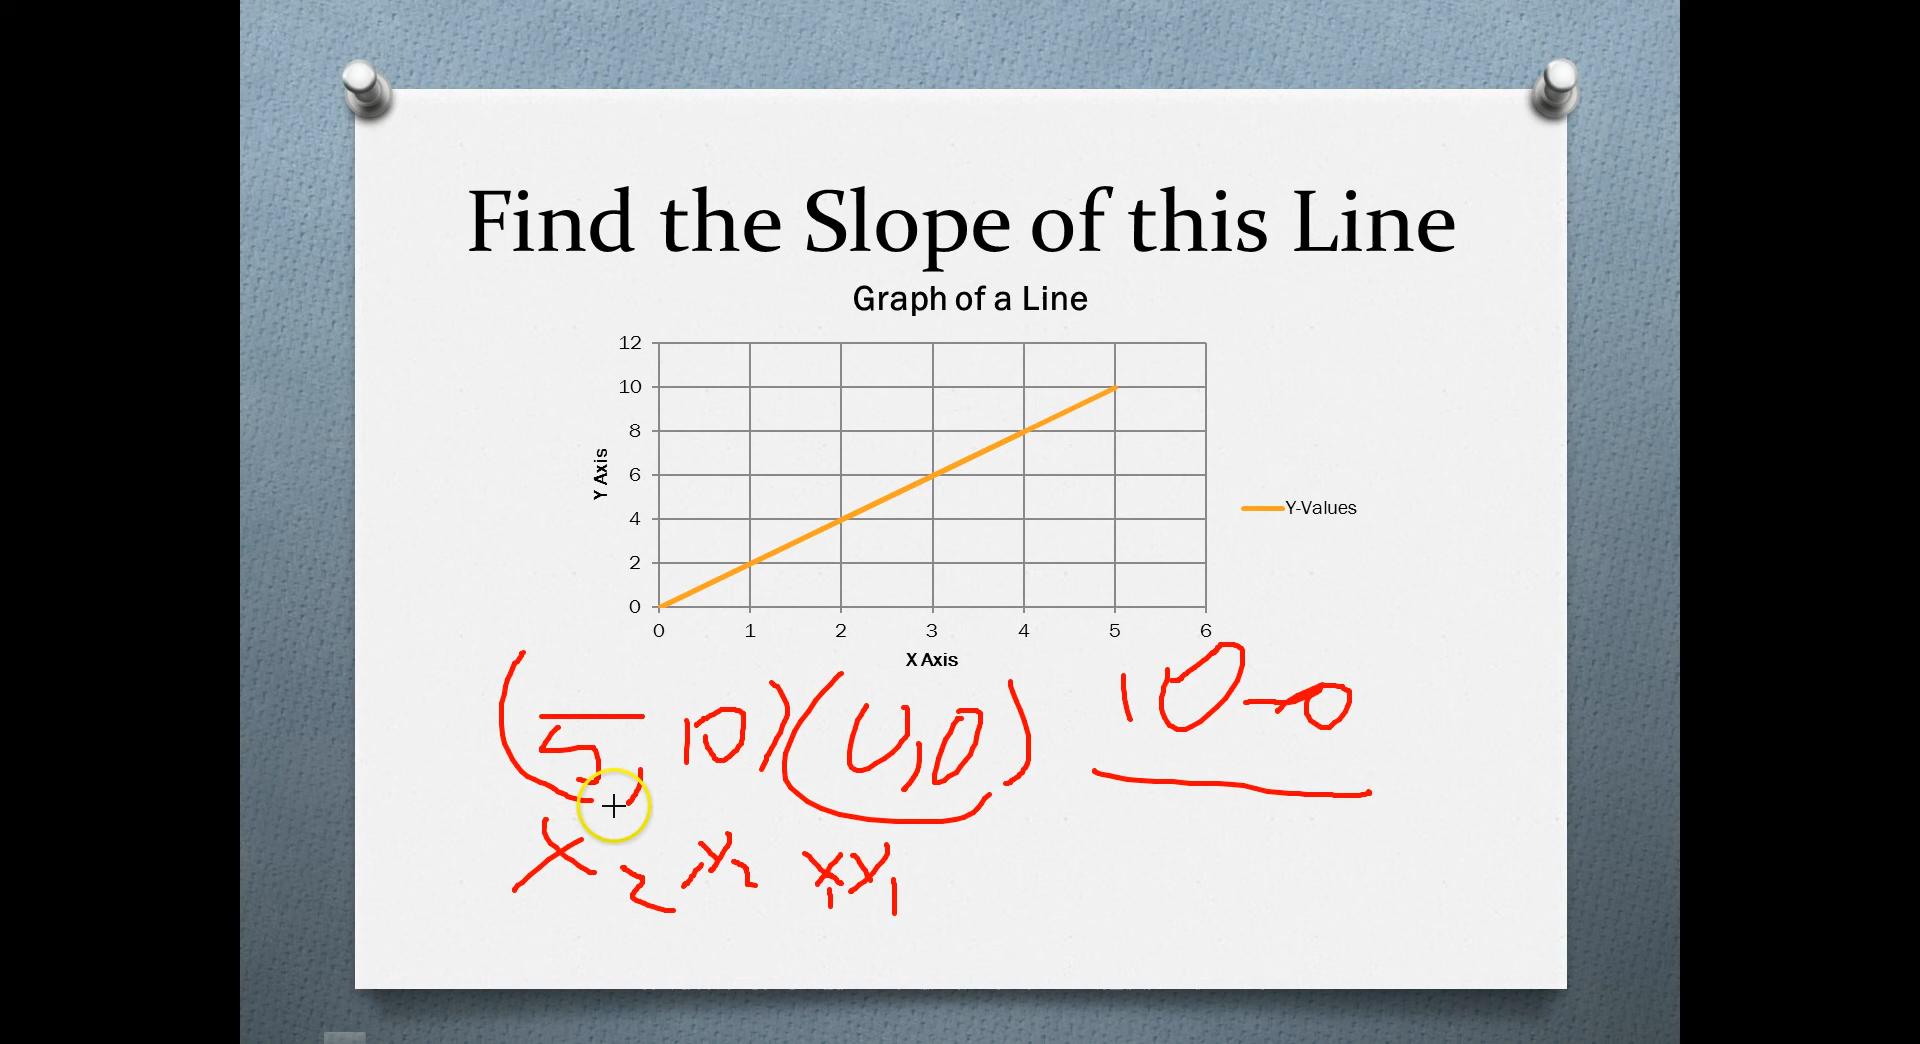 Find the Slope of this Line
Graph of a Line
12
10
8
6
4
2
0
Y Axis
0 1 2 3 4 5 6
X Axis
Y-Values
(5, 10)(0,0) 10-0
x2, y2 x1 y1